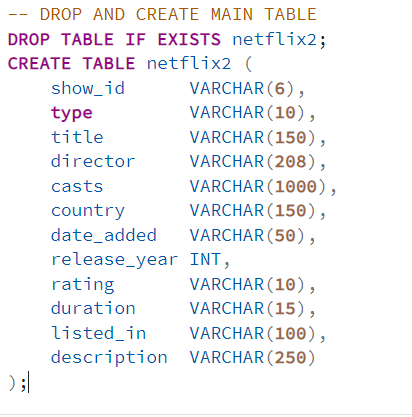 -- DROP AND CREATE MAIN TABLE
DROP TABLE IF EXISTS netflix2;
CREATE TABLE netflix2 (
    show_id      VARCHAR(6),
    type         VARCHAR(10),
    title        VARCHAR(150),
    director     VARCHAR(208),
    casts        VARCHAR(1000),
    country      VARCHAR(150),
    date_added   VARCHAR(50),
    release_year INT,
    rating       VARCHAR(10),
    duration     VARCHAR(15),
    listed_in    VARCHAR(100),
    description  VARCHAR(250)
);